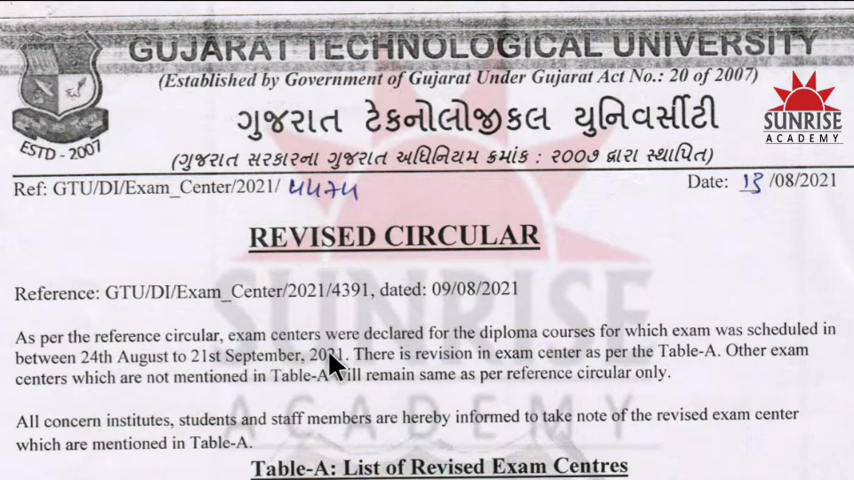 GUJARAT TECHNOLOGICAL UNIVERSITY
(Established by Government of Gujarat Under Gujarat Act No.: 20 of 2007)
ગુજરાત ટેકનોલોજીકલ યુનિવર્સીટી
(ગુજરાત સરકારના ગુજરાત અધિનિયમ ક્રમાંક : ૨૦૦૭ દ્વારા સ્થાપિત)
ESTD - 2007
SUNRISE
ACADEMY
Ref: GTU/DI/Exam_Center/2021/
Date: 13 /08/2021
REVISED CIRCULAR
Reference: GTU/DI/Exam_Center/2021/4391, dated: 09/08/2021
As per the reference circular, exam centers were declared for the diploma courses for which exam was scheduled in
between 24th August to 21st September, 2021. There is revision in exam center as per the Table-A. Other exam
centers which are not mentioned in Table-A will remain same as per reference circular only.
All concern institutes, students and staff members are hereby informed to take note of the revised exam center
which are mentioned in Table-A.
Table-A: List of Revised Exam Centres
SUNRISE
ACADEMY